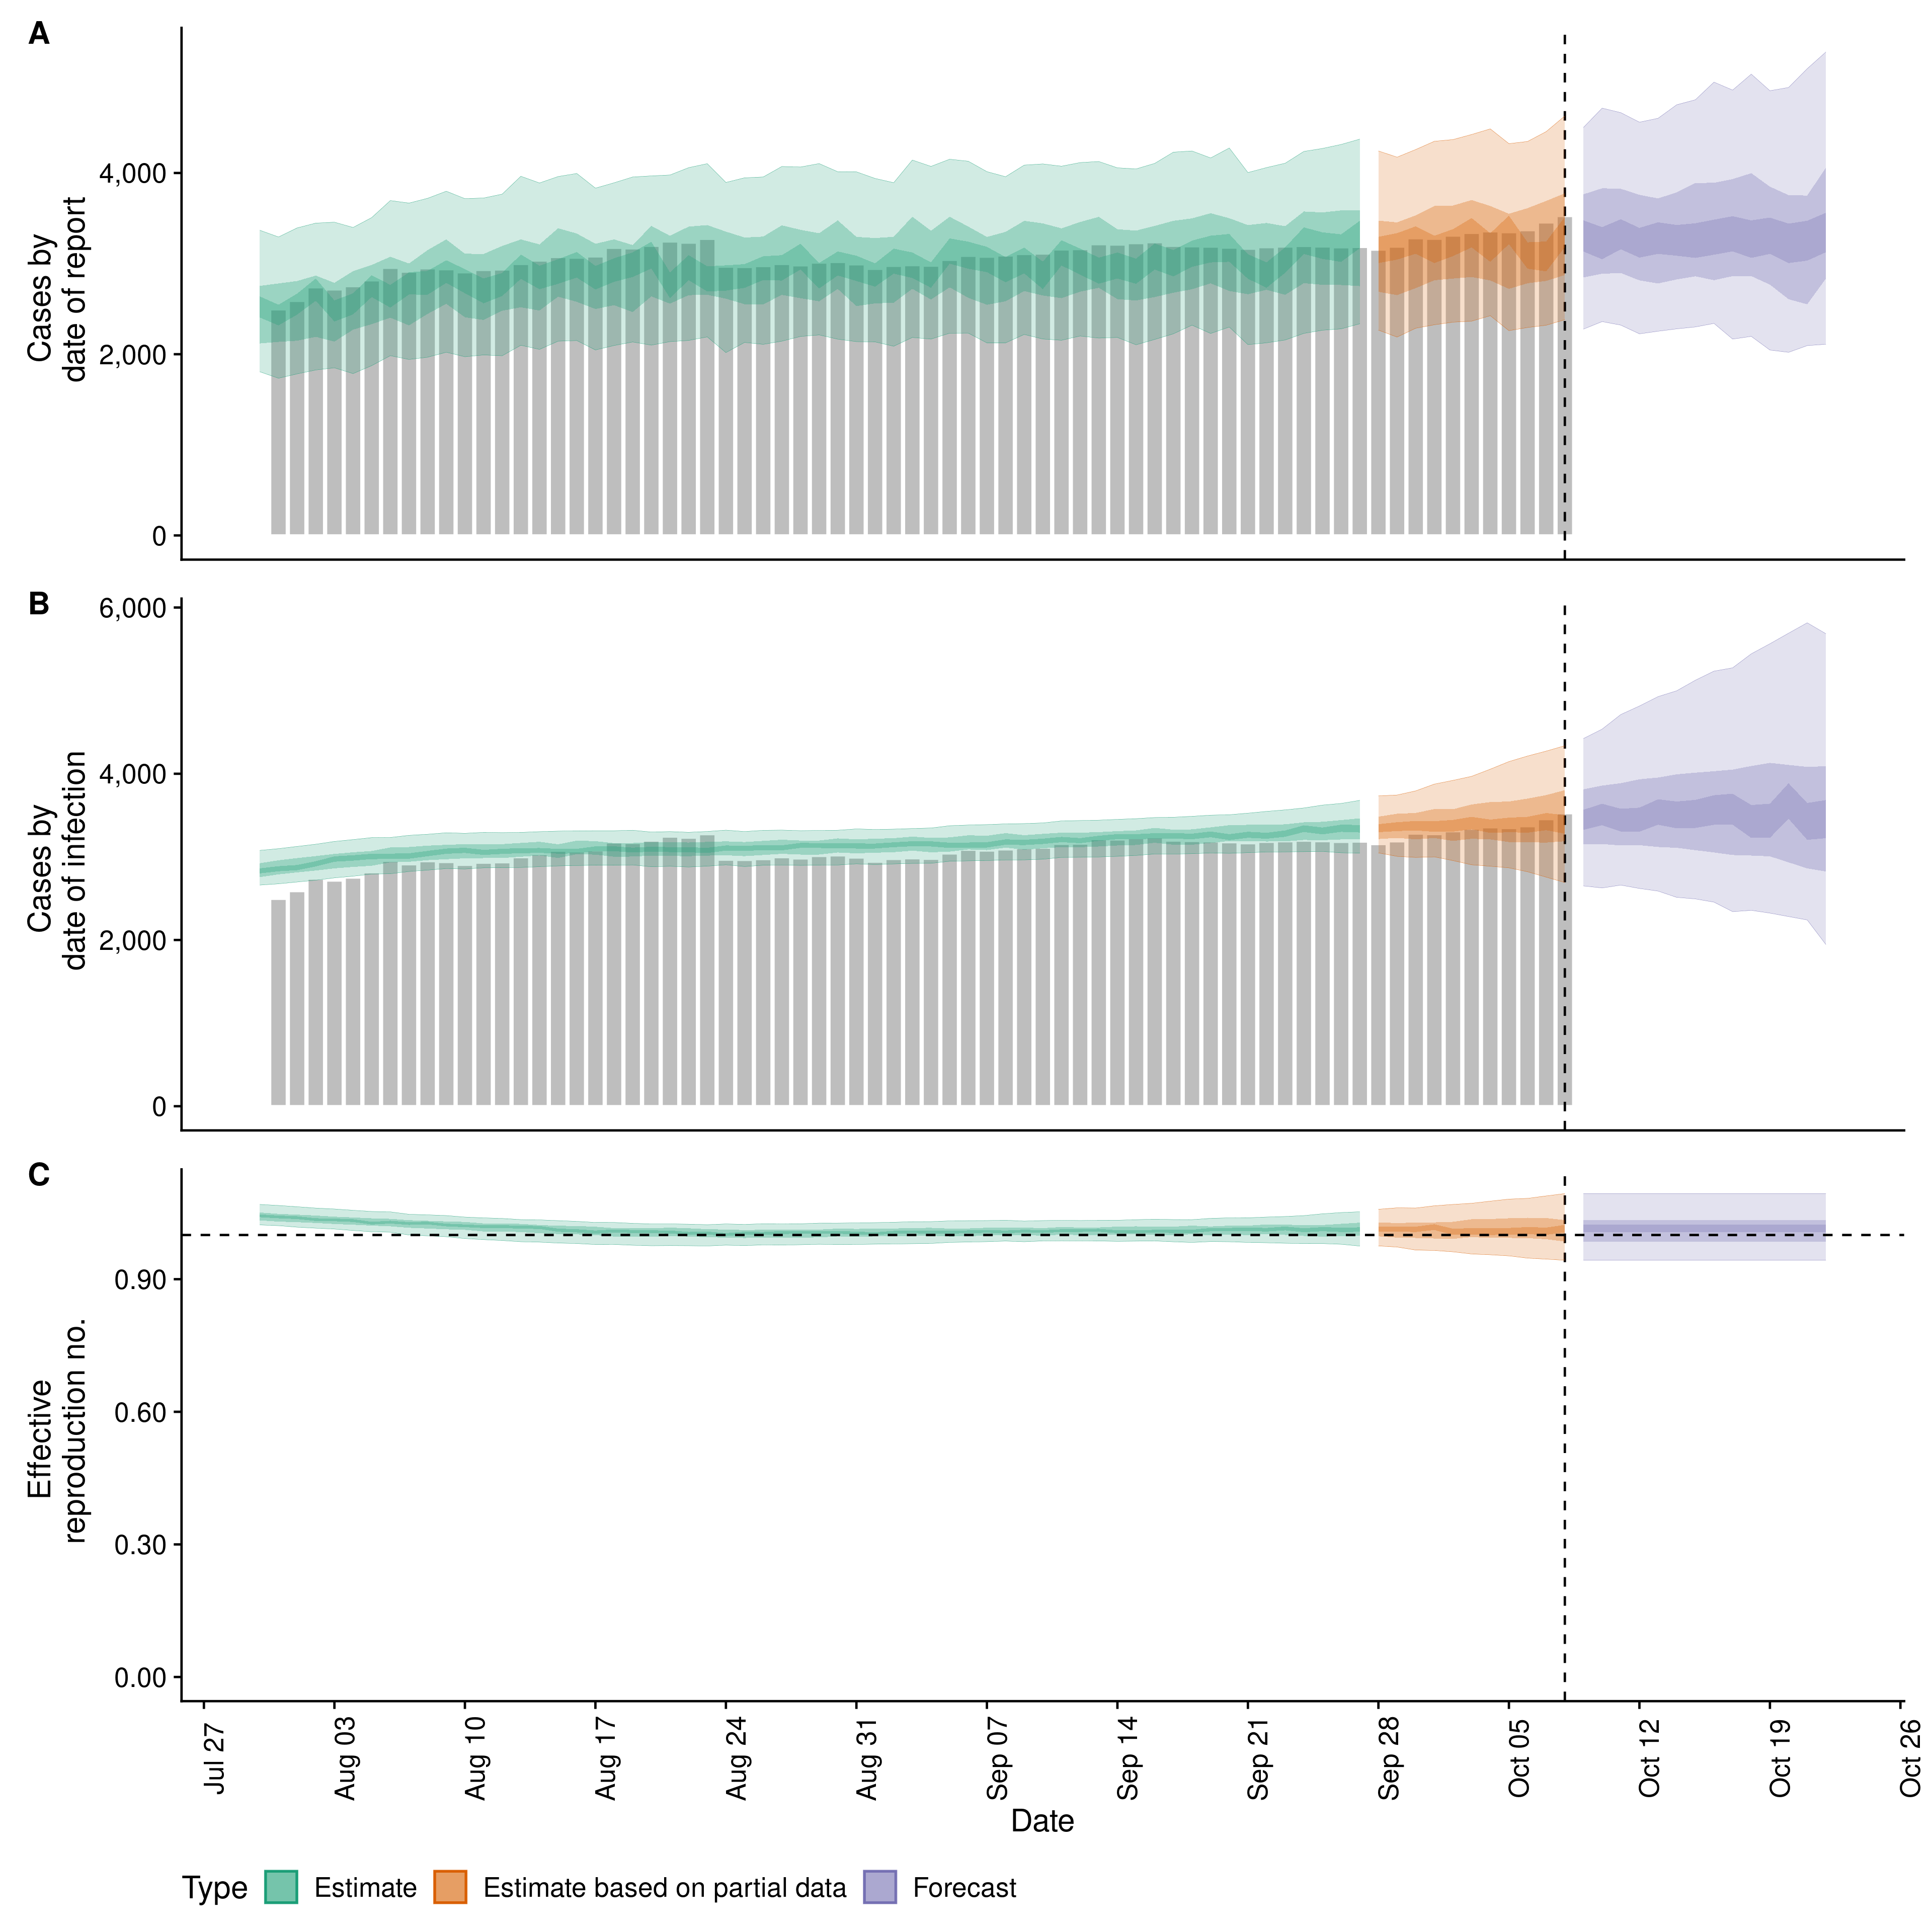 A
Cases by
date of report
4,000
2,000
0
B
Cases by
date of infection
6,000
4,000
2,000
0
C
Effective
reproduction no.
0.90
0.60
0.30
0.00
Jul 27
Aug 03
Aug 10
Aug 17
Aug 24
Aug 31
Sep 07
Sep 14
Sep 21
Sep 28
Oct 05
Oct 12
Oct 19
Oct 26
Date
Type Estimate Estimate based on partial data Forecast